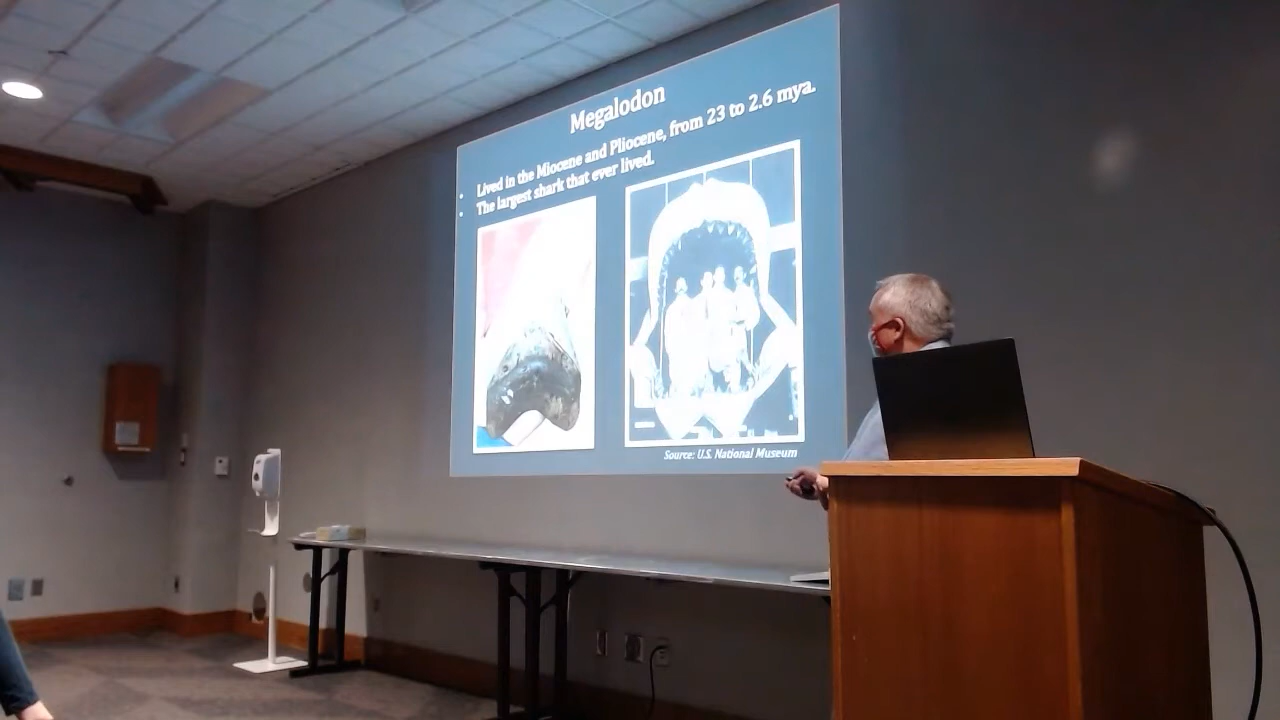 Megalodon
• Lived in the Miocene and Pliocene, from 23 to 2.6 mya.
• The largest shark that ever lived.
Source: U.S. National Museum